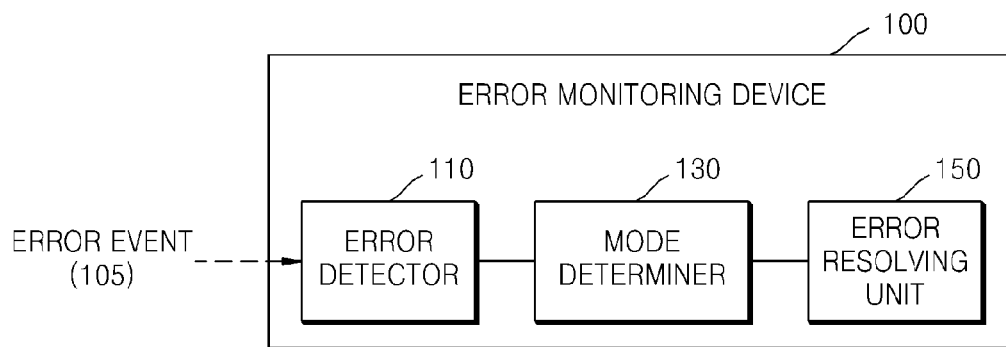 100
ERROR MONITORING DEVICE
110
130
150
ERROR EVENT
(105)
ERROR
DETECTOR
MODE
DETERMINER
ERROR
RESOLVING
UNIT